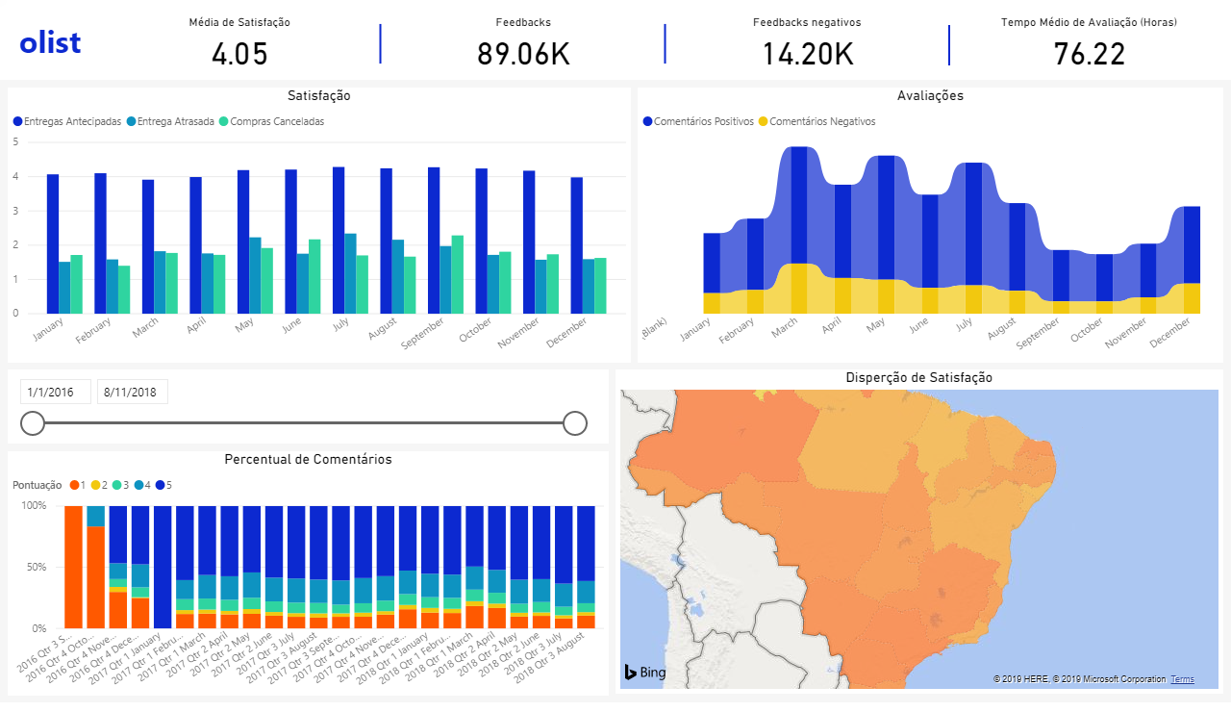 olist
Média de Satisfação
4.05
Feedbacks
89.06K
Feedbacks negativos
14.20K
Tempo Médio de Avaliação (Horas)
76.22
Satisfação
Entregas Antecipadas Entrega Atrasada Compras Canceladas
5
4
3
2
1
0
January February March April May June July August September October November December
Avaliações
Comentários Positivos Comentários Negativos
(Blank) January February March April May June July August September October November December
1/1/2016 8/11/2018
Percentual de Comentários
Pontuação 1 2 3 4 5
100%
50%
0%
2016 Qtr 3 S...
2016 Qtr 4 Octo...
2016 Qtr 4 Nove...
2016 Qtr 4 Dece...
2017 Qtr 1 January
2017 Qtr 1 Febru...
2017 Qtr 1 March
2017 Qtr 2 April
2017 Qtr 2 May
2017 Qtr 2 June
2017 Qtr 3 July
2017 Qtr 3 August
2017 Qtr 3 Septe...
2017 Qtr 4 Octo...
2017 Qtr 4 Nove...
2017 Qtr 4 Dece...
2018 Qtr 1 January
2018 Qtr 1 Febru...
2018 Qtr 1 March
2018 Qtr 2 April
2018 Qtr 2 May
2018 Qtr 2 June
2018 Qtr 3 July
2018 Qtr 3 August
Disperção de Satisfação
Bing
© 2019 HERE, © 2019 Microsoft Corporation Terms